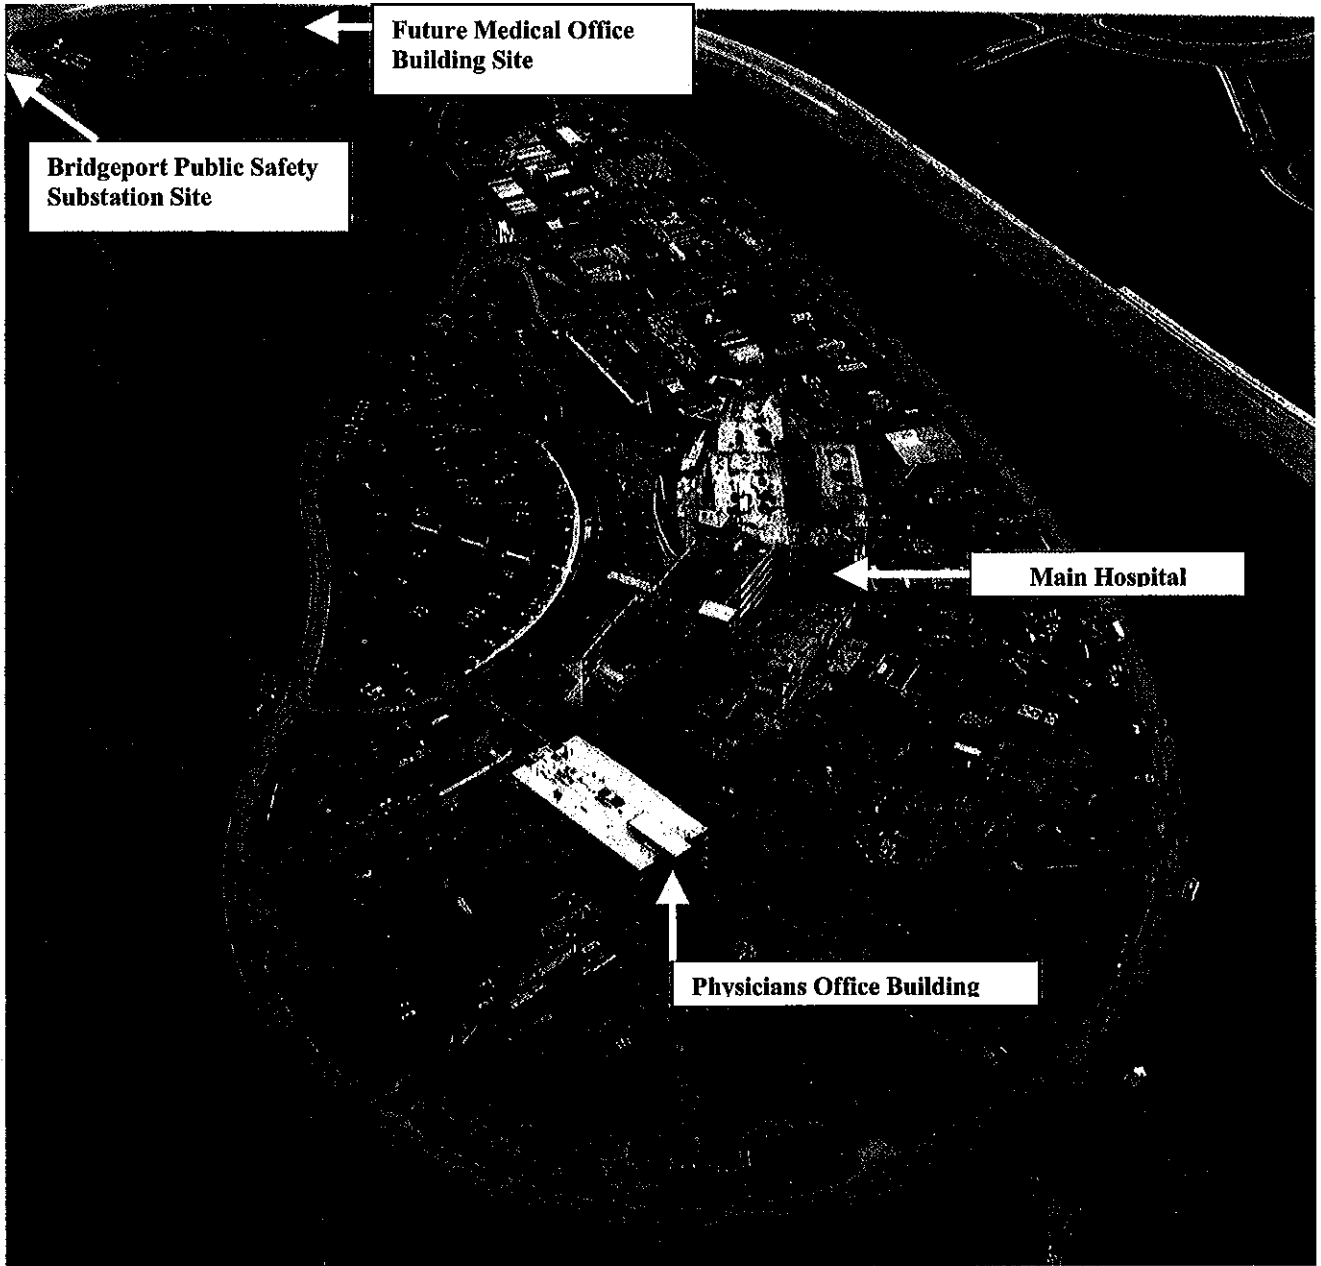 Future Medical Office
Building Site
Bridgeport Public Safety
Substation Site
Main Hospital
Physicians Office Building